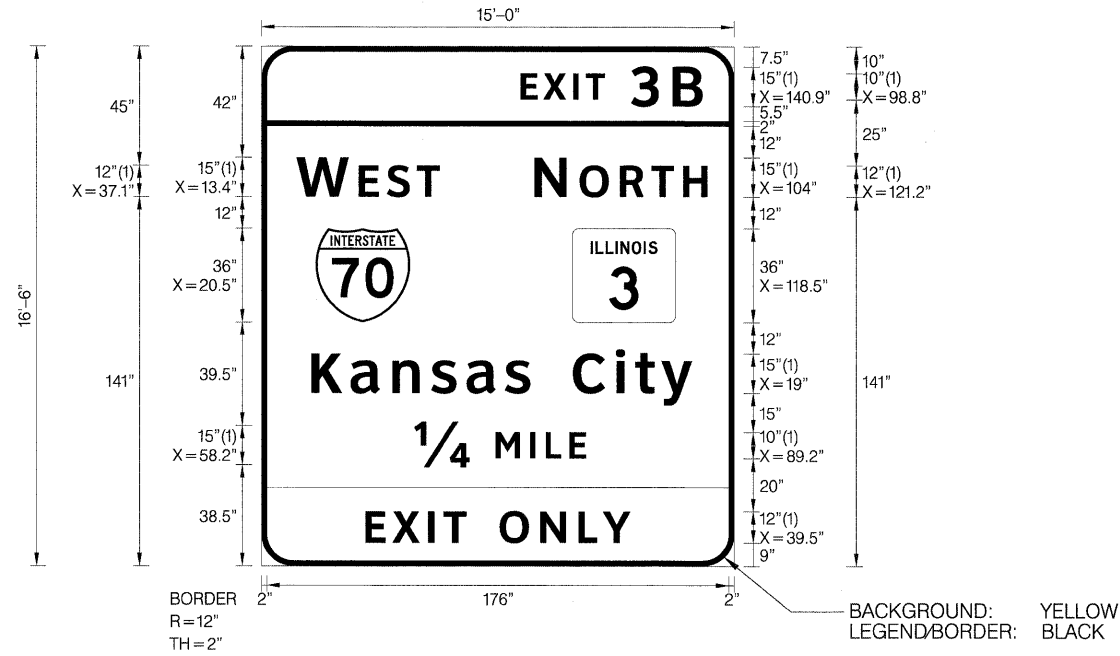 15'-0"
EXIT 3B
WEST NORTH
INTERSTATE
70
ILLINOIS
3
Kansas City
1/4 MILE
EXIT ONLY
16'-6"
45"
12"(1)
X=37.1"
141"
42"
15"(1)
X=13.4"
12"
36"
X=20.5"
39.5"
15"(1)
X=58.2"
38.5"
7.5"
15"(1)
X=140.9"
5.5"
2"
12"
15"(1)
X=104"
12"
36"
X=118.5"
12"
15"(1)
X=19"
15"
10"(1)
X=89.2"
20"
12"(1)
X=39.5"
9"
10"
10"(1)
X=98.8"
25"
12"(1)
X=121.2"
141"
2" 176" 2"
BORDER
R=12"
TH=2"
BACKGROUND: YELLOW
LEGEND/BORDER: BLACK